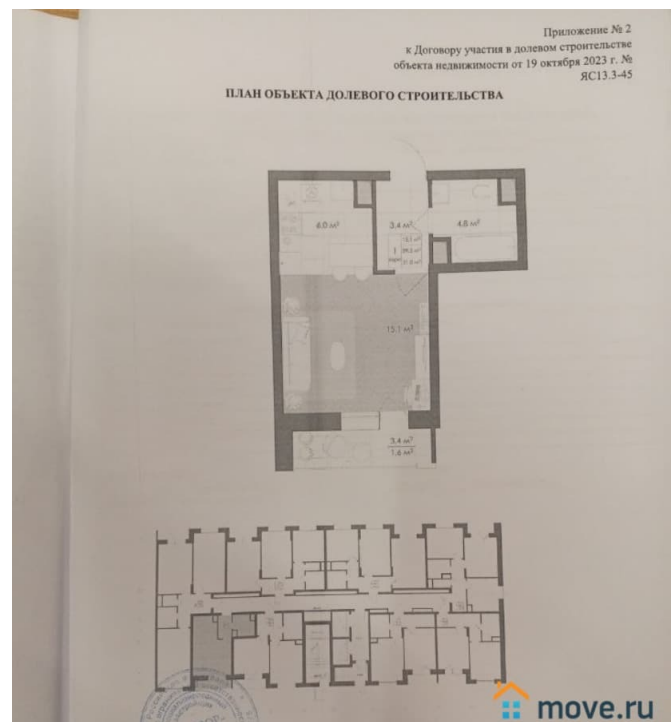 Приложение № 2
к Договору участия в долевом строительстве
объекта недвижимости от 19 октября 2023 г. №
ЯС13.3-45
ПЛАН ОБЪЕКТА ДОЛЕВОГО СТРОИТЕЛЬСТВА
6.0 м²
3.4 м²
4.8 м²
1
15.1 м²
3.4 м²
1.6 м²
move.ru